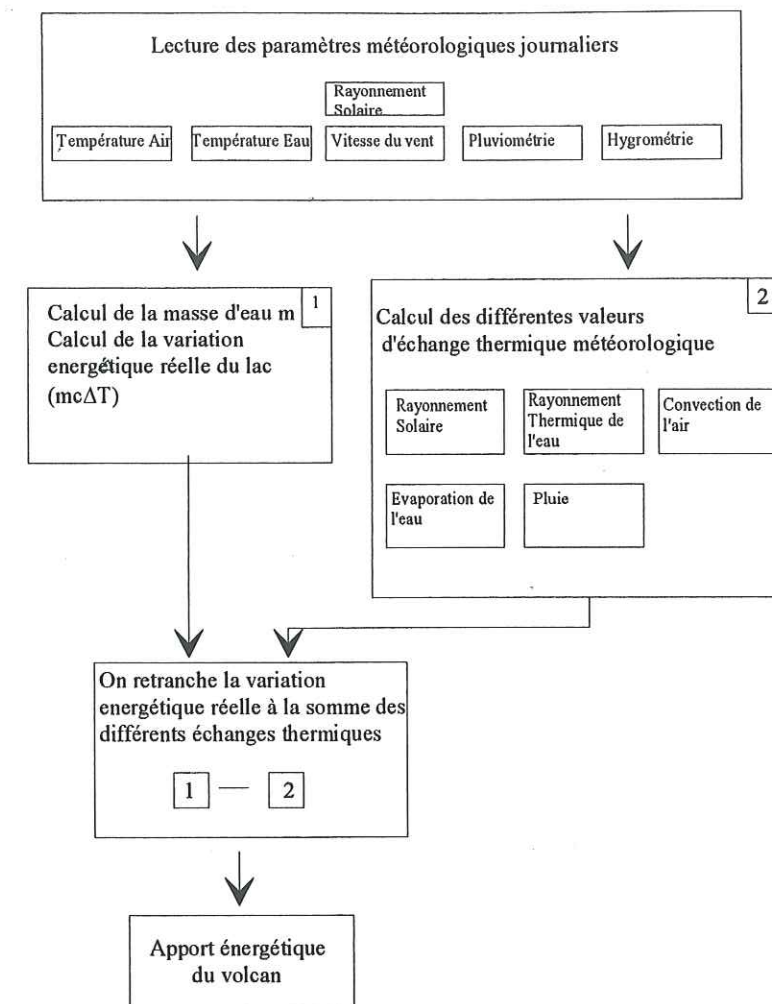 Lecture des paramètres météorologiques journaliers
Rayonnement
Solaire
Température Air
Température Eau
Vitesse du vent
Pluviométrie
Hygrométrie
1
Calcul de la masse d'eau m
Calcul de la variation
energétique réelle du lac
(mcΔT)
2
Calcul des différentes valeurs
d'échange thermique météorologique
Rayonnement
Solaire
Rayonnement
Thermique de
l'eau
Convection de
l'air
Evaporation de
l'eau
Pluie
On retranche la variation
energétique réelle à la somme des
différents échanges thermiques
1 — 2
Apport énergétique
du volcan